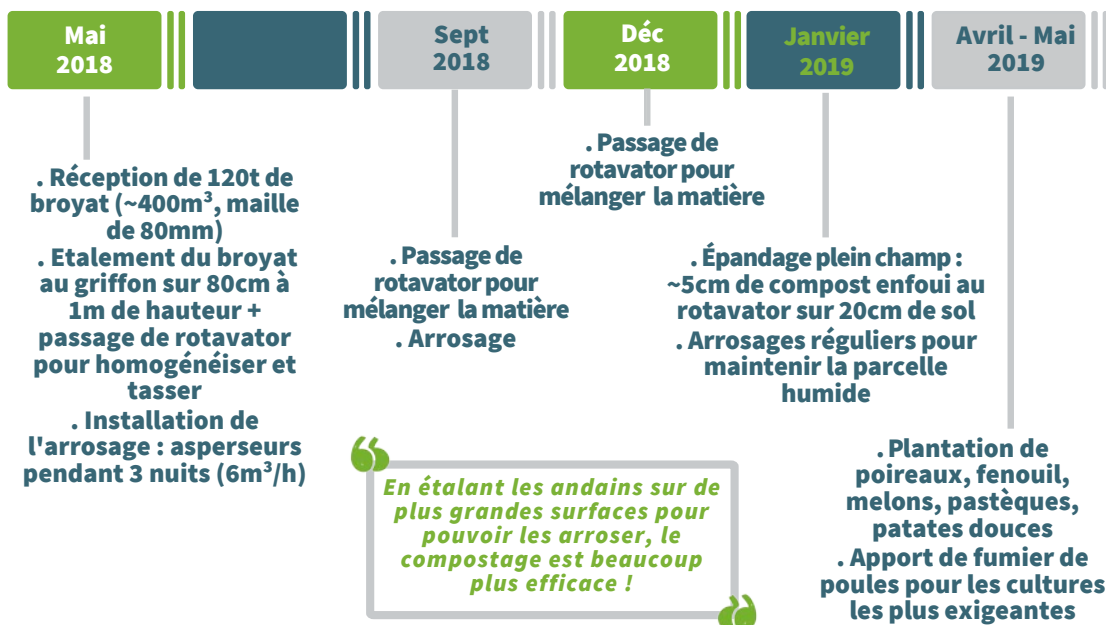 Mai
2018
Sept
2018
Déc
2018
Janvier
2019
Avril - Mai
2019
. Réception de 120t de
broyat (~400m³, maille
de 80mm)
. Etalement du broyat
au griffon sur 80cm à
1m de hauteur +
passage de rotavator
pour homogénéiser et
tasser
. Installation de
l'arrosage : asperseurs
pendant 3 nuits (6m³/h)
. Passage de
rotavator pour
mélanger la matière
. Arrosage
. Passage de
rotavator pour
mélanger la matière
. Épandage plein champ :
~5cm de compost enfoui au
rotavator sur 20cm de sol
. Arrosages réguliers pour
maintenir la parcelle
humide
. Plantation de
poireaux, fenouil,
melons, pastèques,
patates douces
. Apport de fumier de
poules pour les cultures
les plus exigeantes
“
En étalant les andains sur de
plus grandes surfaces pour
pouvoir les arroser, le
compostage est beaucoup
plus efficace !
”